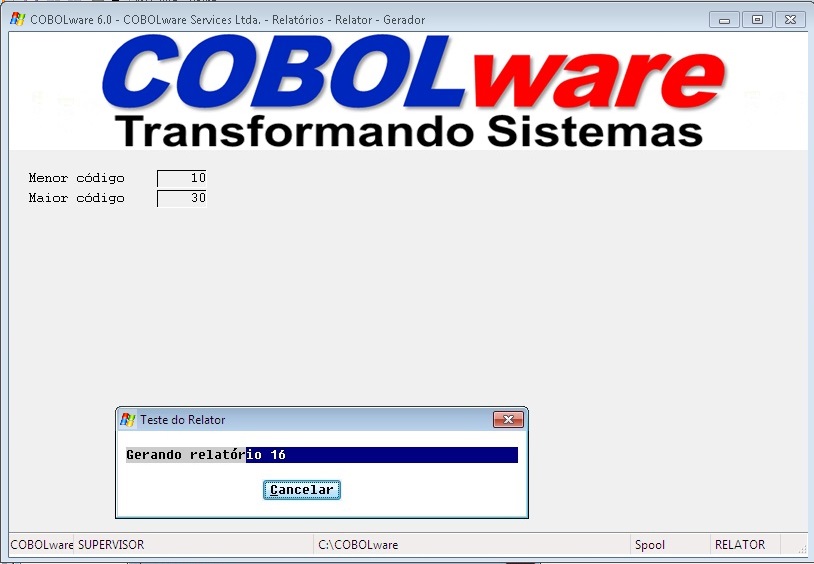 COBOLware 6.0 - COBOLware Services Ltda. - Relatórios - Relator - Gerador
COBOLware
Transformando Sistemas
Menor código 10
Maior código 30
Teste do Relator
Gerando relatório 16
Cancelar
COBOLware SUPERVISOR C:\COBOLware Spool RELATOR